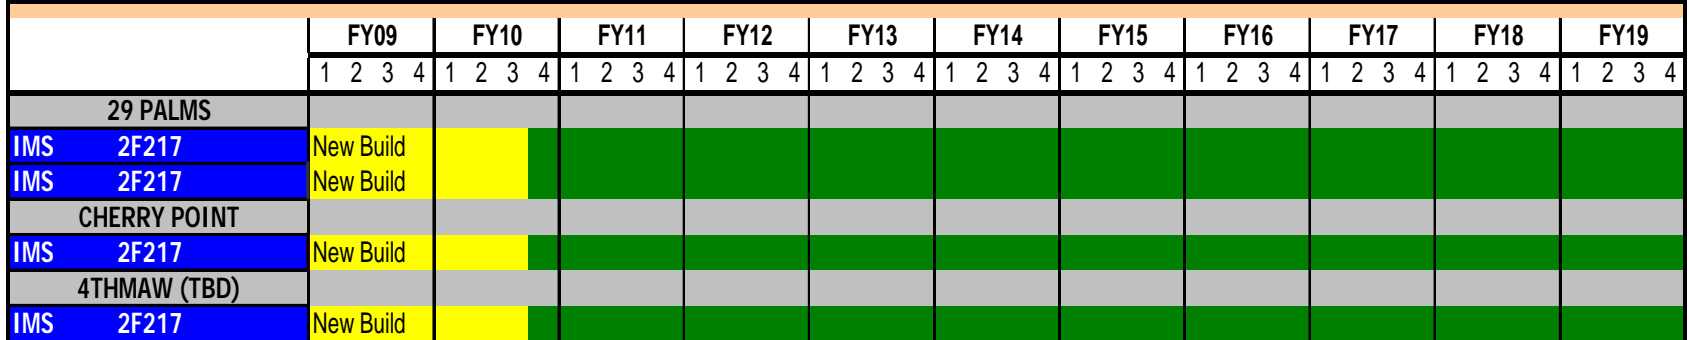 FY09 FY10 FY11 FY12 FY13 FY14 FY15 FY16 FY17 FY18 FY19
1 2 3 4 1 2 3 4 1 2 3 4 1 2 3 4 1 2 3 4 1 2 3 4 1 2 3 4 1 2 3 4 1 2 3 4 1 2 3 4 1 2 3 4
29 PALMS
IMS 2F217 New Build
IMS 2F217 New Build
CHERRY POINT
IMS 2F217 New Build
4THMAW (TBD)
IMS 2F217 New Build